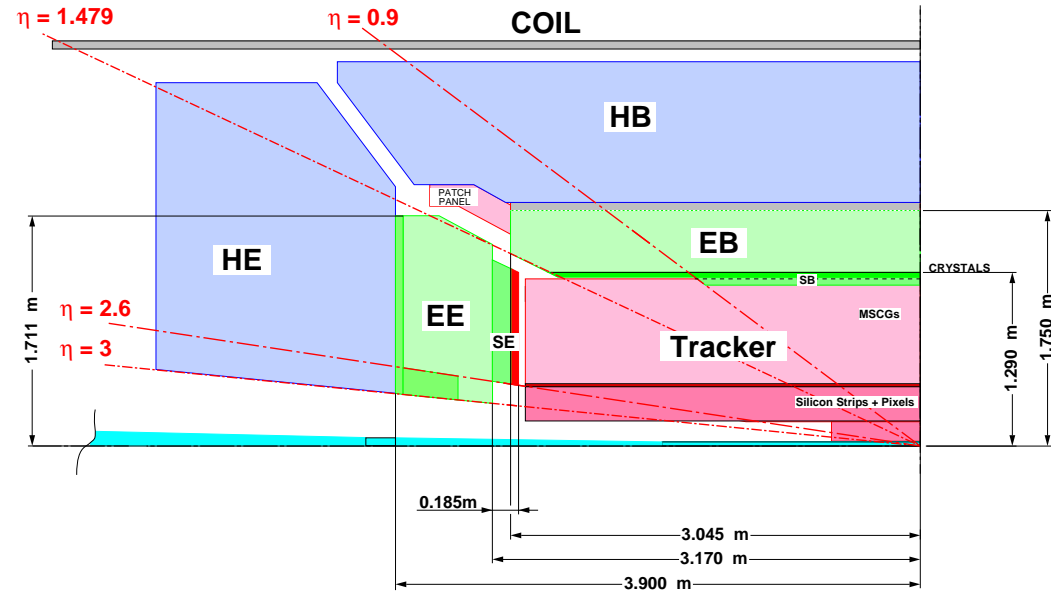 η = 1.479
η = 0.9
COIL
HB
PATCH
PANEL
HE
EB
CRYSTALS
SB
η = 2.6
EE
MSCGs
SE
Tracker
η = 3
Silicon Strips + Pixels
1.711 m
1.290 m
1.750 m
0.185m
3.045 m
3.170 m
3.900 m